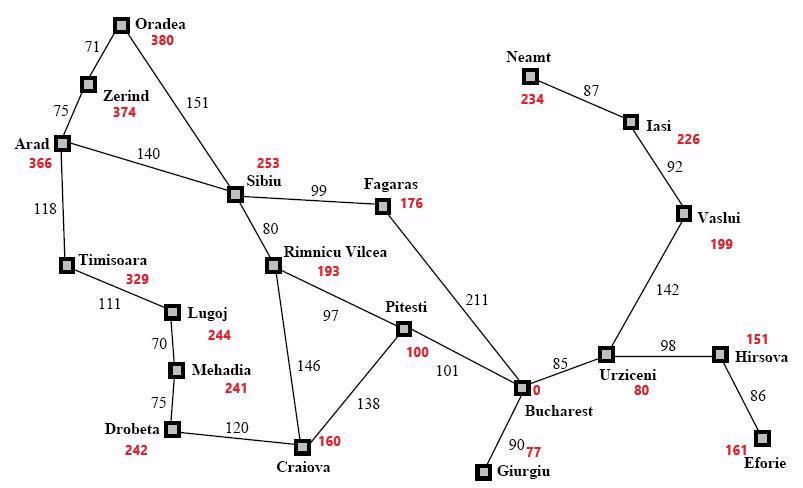 Oradea
380
71
Neamt
87
234
Zerind
374
151
75
Iasi
226
Arad
366
140
253
Sibiu
92
99
Fagaras
176
118
80
Vaslui
199
Timisoara
329
Rimnicu Vilcea
193
142
111
211
Lugoj
244
97
Pitesti
100
70
151
Hirsova
98
85
Urziceni
80
146
101
Mehadia
241
0
Bucharest
86
75
138
Drobeta
242
120
160
Craiova
90
77
Giurgiu
161
Eforie